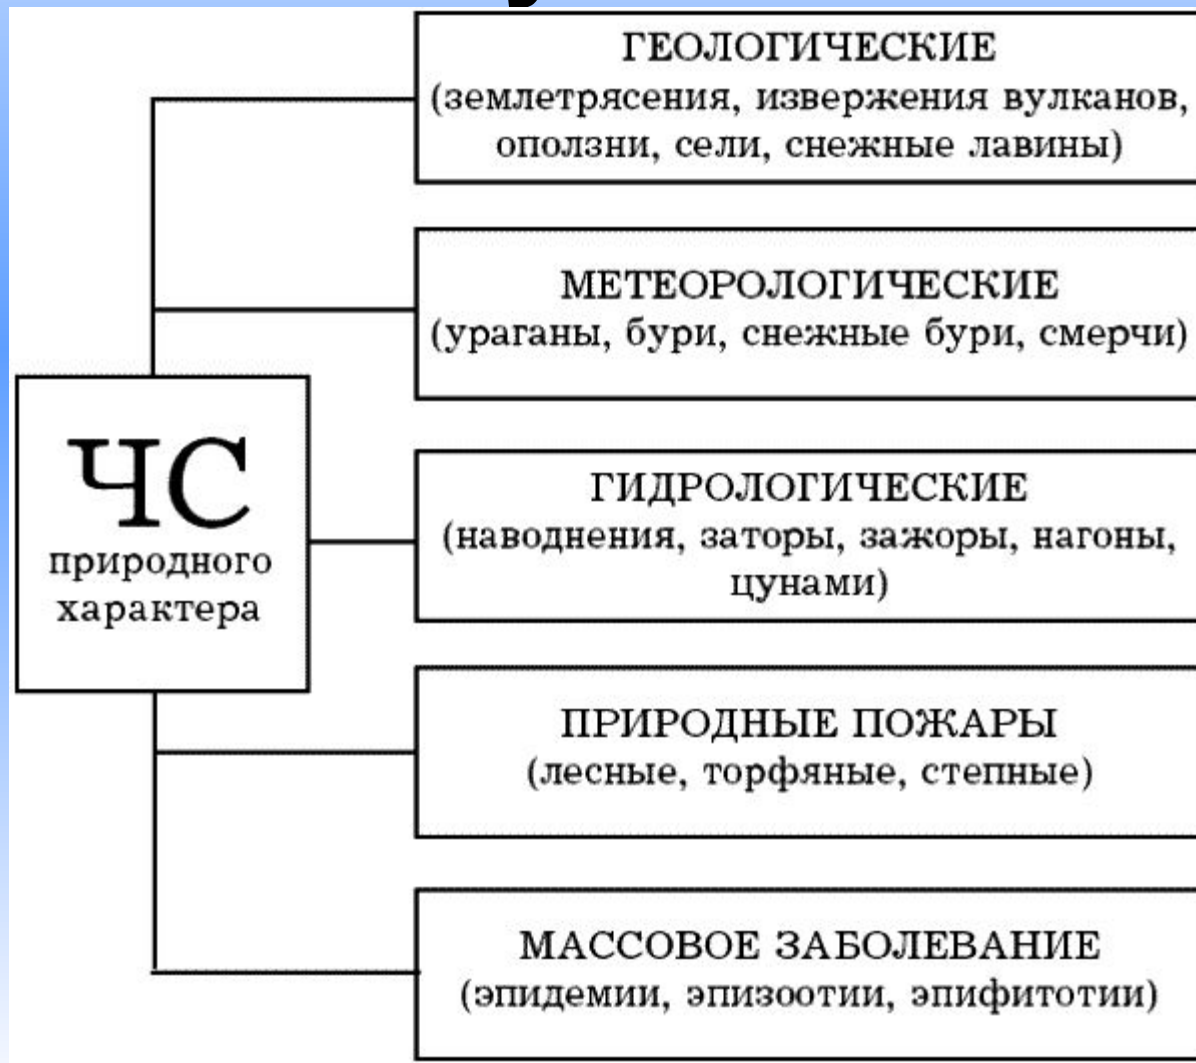 ГЕОЛОГИЧЕСКИЕ
(землетрясения, извержения вулканов,
оползни, сели, снежные лавины)
МЕТЕОРОЛОГИЧЕСКИЕ
(ураганы, бури, снежные бури, смерчи)
ЧС
природного
характера
ГИДРОЛОГИЧЕСКИЕ
(наводнения, заторы, зажоры, нагоны,
цунами)
ПРИРОДНЫЕ ПОЖАРЫ
(лесные, торфяные, степные)
МАССОВОЕ ЗАБОЛЕВАНИЕ
(эпидемии, эпизоотии, эпифитотии)